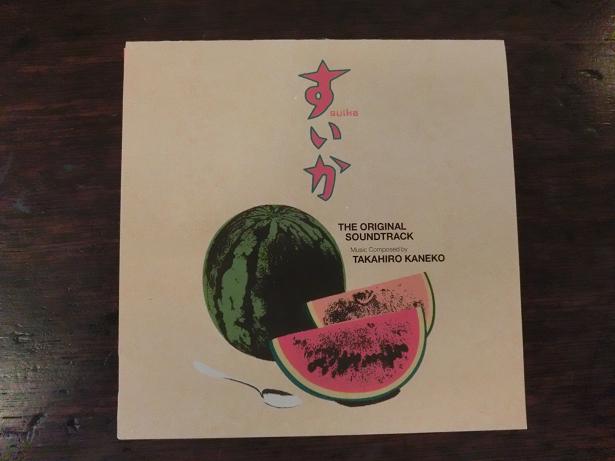 すいか
suika
THE ORIGINAL
SOUNDTRACK
Music Composed by
TAKAHIRO KANEKO